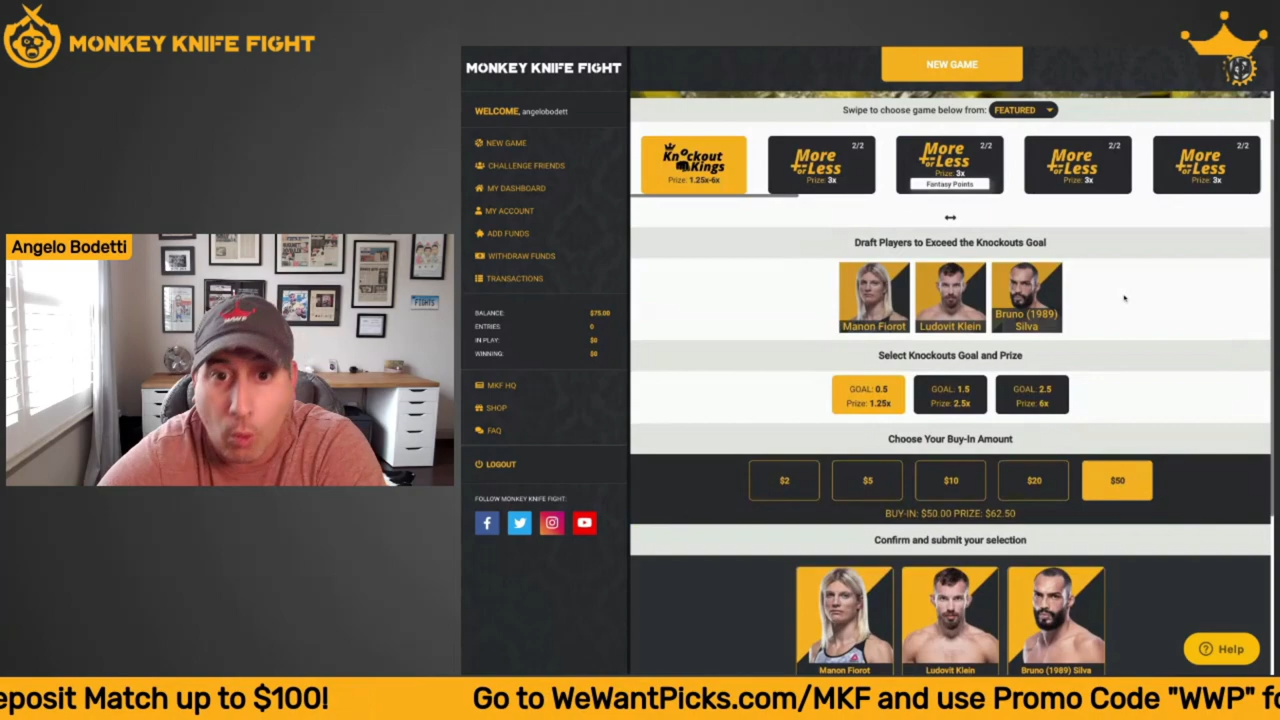 MONKEY KNIFE FIGHT
MONKEY KNIFE FIGHT
NEW GAME
WELCOME, angelobodett
NEW GAME
CHALLENGE FRIENDS
MY DASHBOARD
MY ACCOUNT
ADD FUNDS
WITHDRAW FUNDS
TRANSACTIONS
BALANCE: $75.00
ENTRIES 6
IN PLAY: $0
WINNING: $0
MKF HQ
SHOP
FAQ
LOGOUT
FOLLOW MONKEY KNIFE FIGHT:
Swipe to choose game below from: FEATURED
Knockout Kings
Prize: 1.25x-6x
2/2
More or Less
Prize: 3x
2/2
More or Less
Prize: 3x
Fantasy Points
2/2
More or Less
Prize: 3x
2/2
More or Less
Prize: 3x
Draft Players to Exceed the Knockouts Goal
Manon Fiorot
Ludovit Klein
Bruno (1989) Silva
Select Knockouts Goal and Prize
GOAL: 0.5
Prize: 1.25x
GOAL: 1.5
Prize: 2.5x
GOAL: 2.5
Prize: 6x
Choose Your Buy-In Amount
$2
$5
$10
$20
$50
BUY-IN: $50.00 PRIZE: $62.50
Confirm and submit your selection
Manon Fiorot
Ludovit Klein
Bruno (1989) Silva
Help
Angelo Bodetti
eposit Match up to $100! Go to WeWantPicks.com/MKF and use Promo Code "WWP" fo